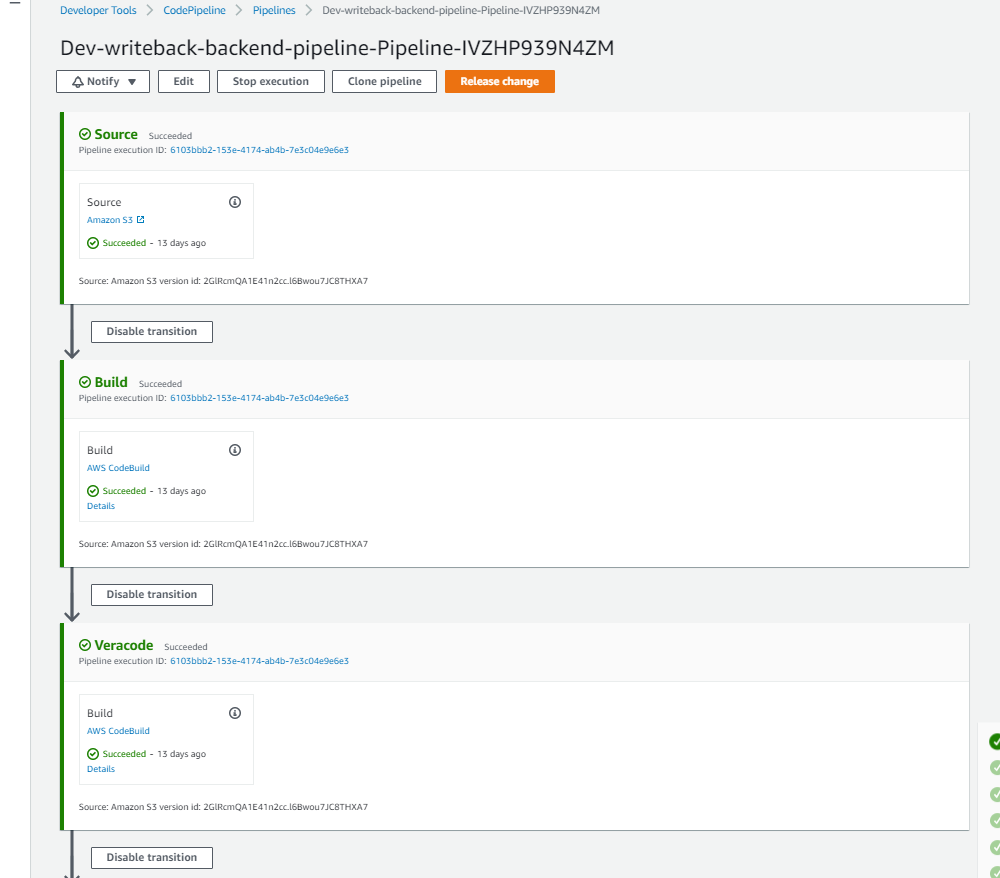 Developer Tools > CodePipeline > Pipelines > Dev-writeback-backend-pipeline-Pipeline-IVZHP939N4ZM
Dev-writeback-backend-pipeline-Pipeline-IVZHP939N4ZM
Notify ▼ Edit Stop execution Clone pipeline Release change
Source Succeeded
Pipeline execution ID: 6103bbb2-153e-4174-ab4b-7e3c04e9e6e3
Source
Amazon S3
Succeeded - 13 days ago
Source: Amazon S3 version id: 2GlRcmQA1E41n2cc.l6Bwou7JC8THXA7
Disable transition
Build Succeeded
Pipeline execution ID: 6103bbb2-153e-4174-ab4b-7e3c04e9e6e3
Build
AWS CodeBuild
Succeeded - 13 days ago
Details
Source: Amazon S3 version id: 2GlRcmQA1E41n2cc.l6Bwou7JC8THXA7
Disable transition
Veracode Succeeded
Pipeline execution ID: 6103bbb2-153e-4174-ab4b-7e3c04e9e6e3
Build
AWS CodeBuild
Succeeded - 13 days ago
Details
Source: Amazon S3 version id: 2GlRcmQA1E41n2cc.l6Bwou7JC8THXA7
Disable transition